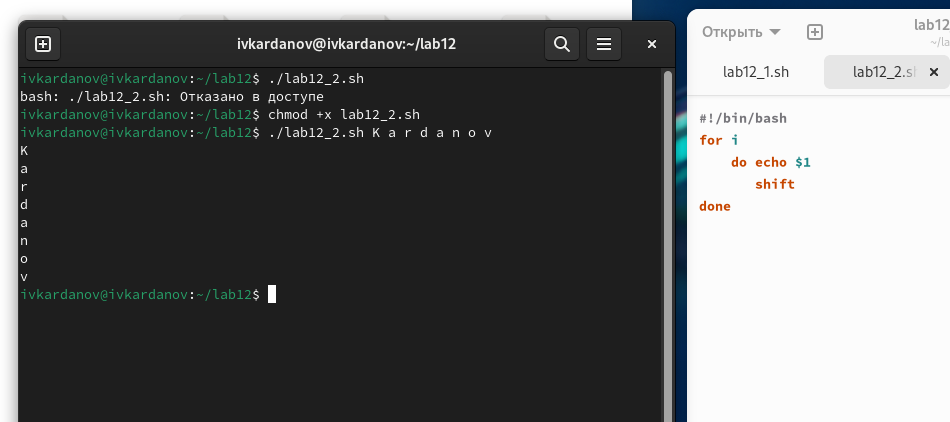 ivkardanov@ivkardanov:~/lab12
ivkardanov@ivkardanov:~/lab12$ ./lab12_2.sh
bash: ./lab12_2.sh: Отказано в доступе
ivkardanov@ivkardanov:~/lab12$ chmod +x lab12_2.sh
ivkardanov@ivkardanov:~/lab12$ ./lab12_2.sh K a r d a n o v
K
a
r
d
a
n
o
v
ivkardanov@ivkardanov:~/lab12$
Открыть
lab12
~/la
lab12_1.sh
lab12_2.sh
#!/bin/bash
for i
do echo $1
shift
done